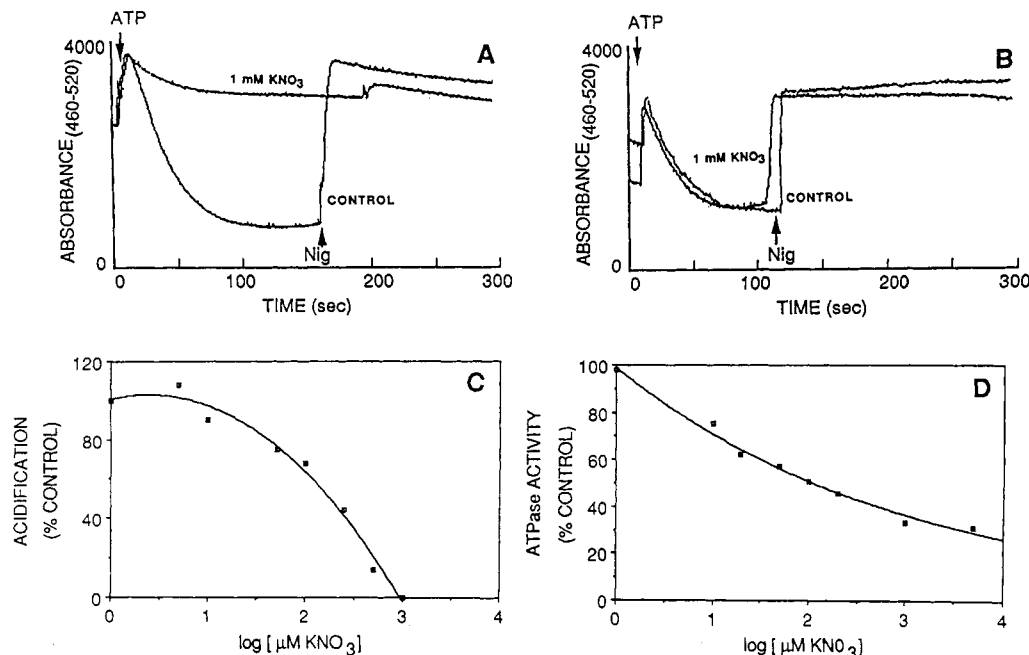 ATP
A
4000
1 mM KNO3
ABSORBANCE(460-520)
CONTROL
0
Nig
0 100 200 300
TIME (sec)
ATP
B
4000
1 mM KNO3
ABSORBANCE(460-520)
CONTROL
0
Nig
0 100 200 300
TIME (sec)
C
120
80
40
0
ACIDIFICATION
(% CONTROL)
0 1 2 3 4
log [ µM KNO3]
D
100
80
60
40
20
0
ATPase ACTIVITY
(% CONTROL)
0 1 2 3 4
log [ µM KN03]